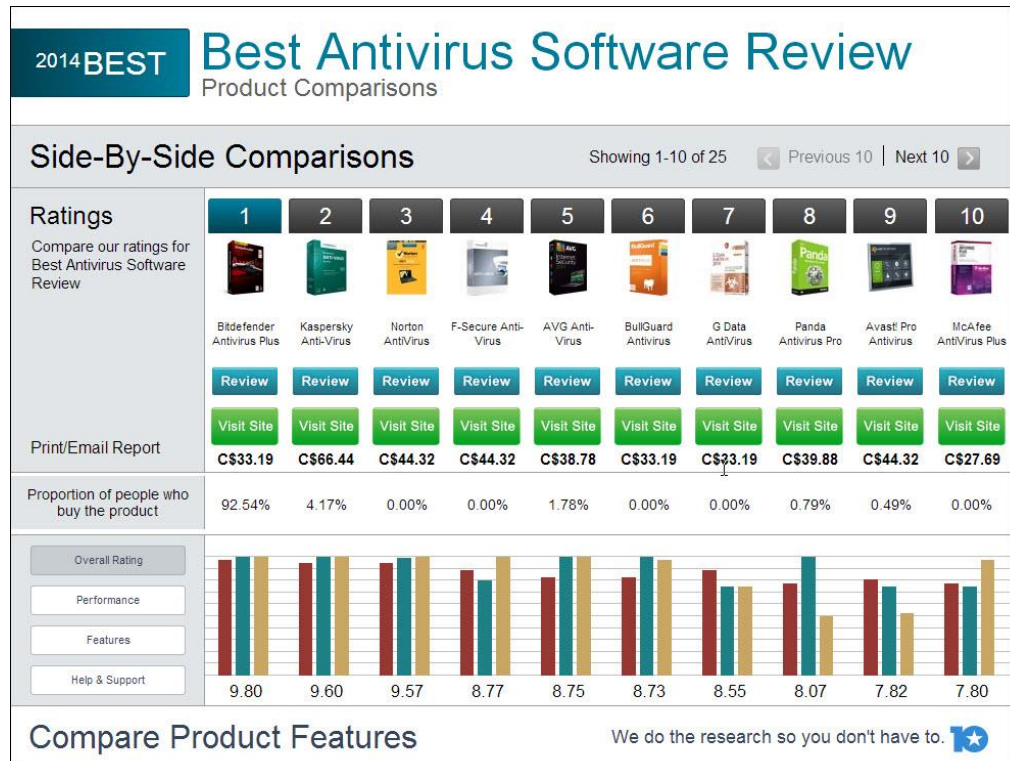 2014BEST
Best Antivirus Software Review
Product Comparisons
Side-By-Side Comparisons
Showing 1-10 of 25
Previous 10 | Next 10
Ratings
Compare our ratings for
Best Antivirus Software
Review
1 2 3 4 5 6 7 8 9 10
Bitdefender Antivirus Plus
Kaspersky Anti-Virus
Norton AntiVirus
F-Secure Anti-Virus
AVG Anti-Virus
BullGuard Antivirus
G Data AntiVirus
Panda Antivirus Pro
Avast! Pro Antivirus
McAfee AntiVirus Plus
Review Review Review Review Review Review Review Review Review Review
Visit Site Visit Site Visit Site Visit Site Visit Site Visit Site Visit Site Visit Site Visit Site Visit Site
Print/Email Report
C$33.19 C$66.44 C$44.32 C$44.32 C$38.78 C$33.19 C$33.19 C$39.88 C$44.32 C$27.69
Proportion of people who
buy the product
92.54% 4.17% 0.00% 0.00% 1.78% 0.00% 0.00% 0.79% 0.49% 0.00%
Overall Rating
Performance
Features
Help & Support
9.80 9.60 9.57 8.77 8.75 8.73 8.55 8.07 7.82 7.80
Compare Product Features
We do the research so you don't have to. 10